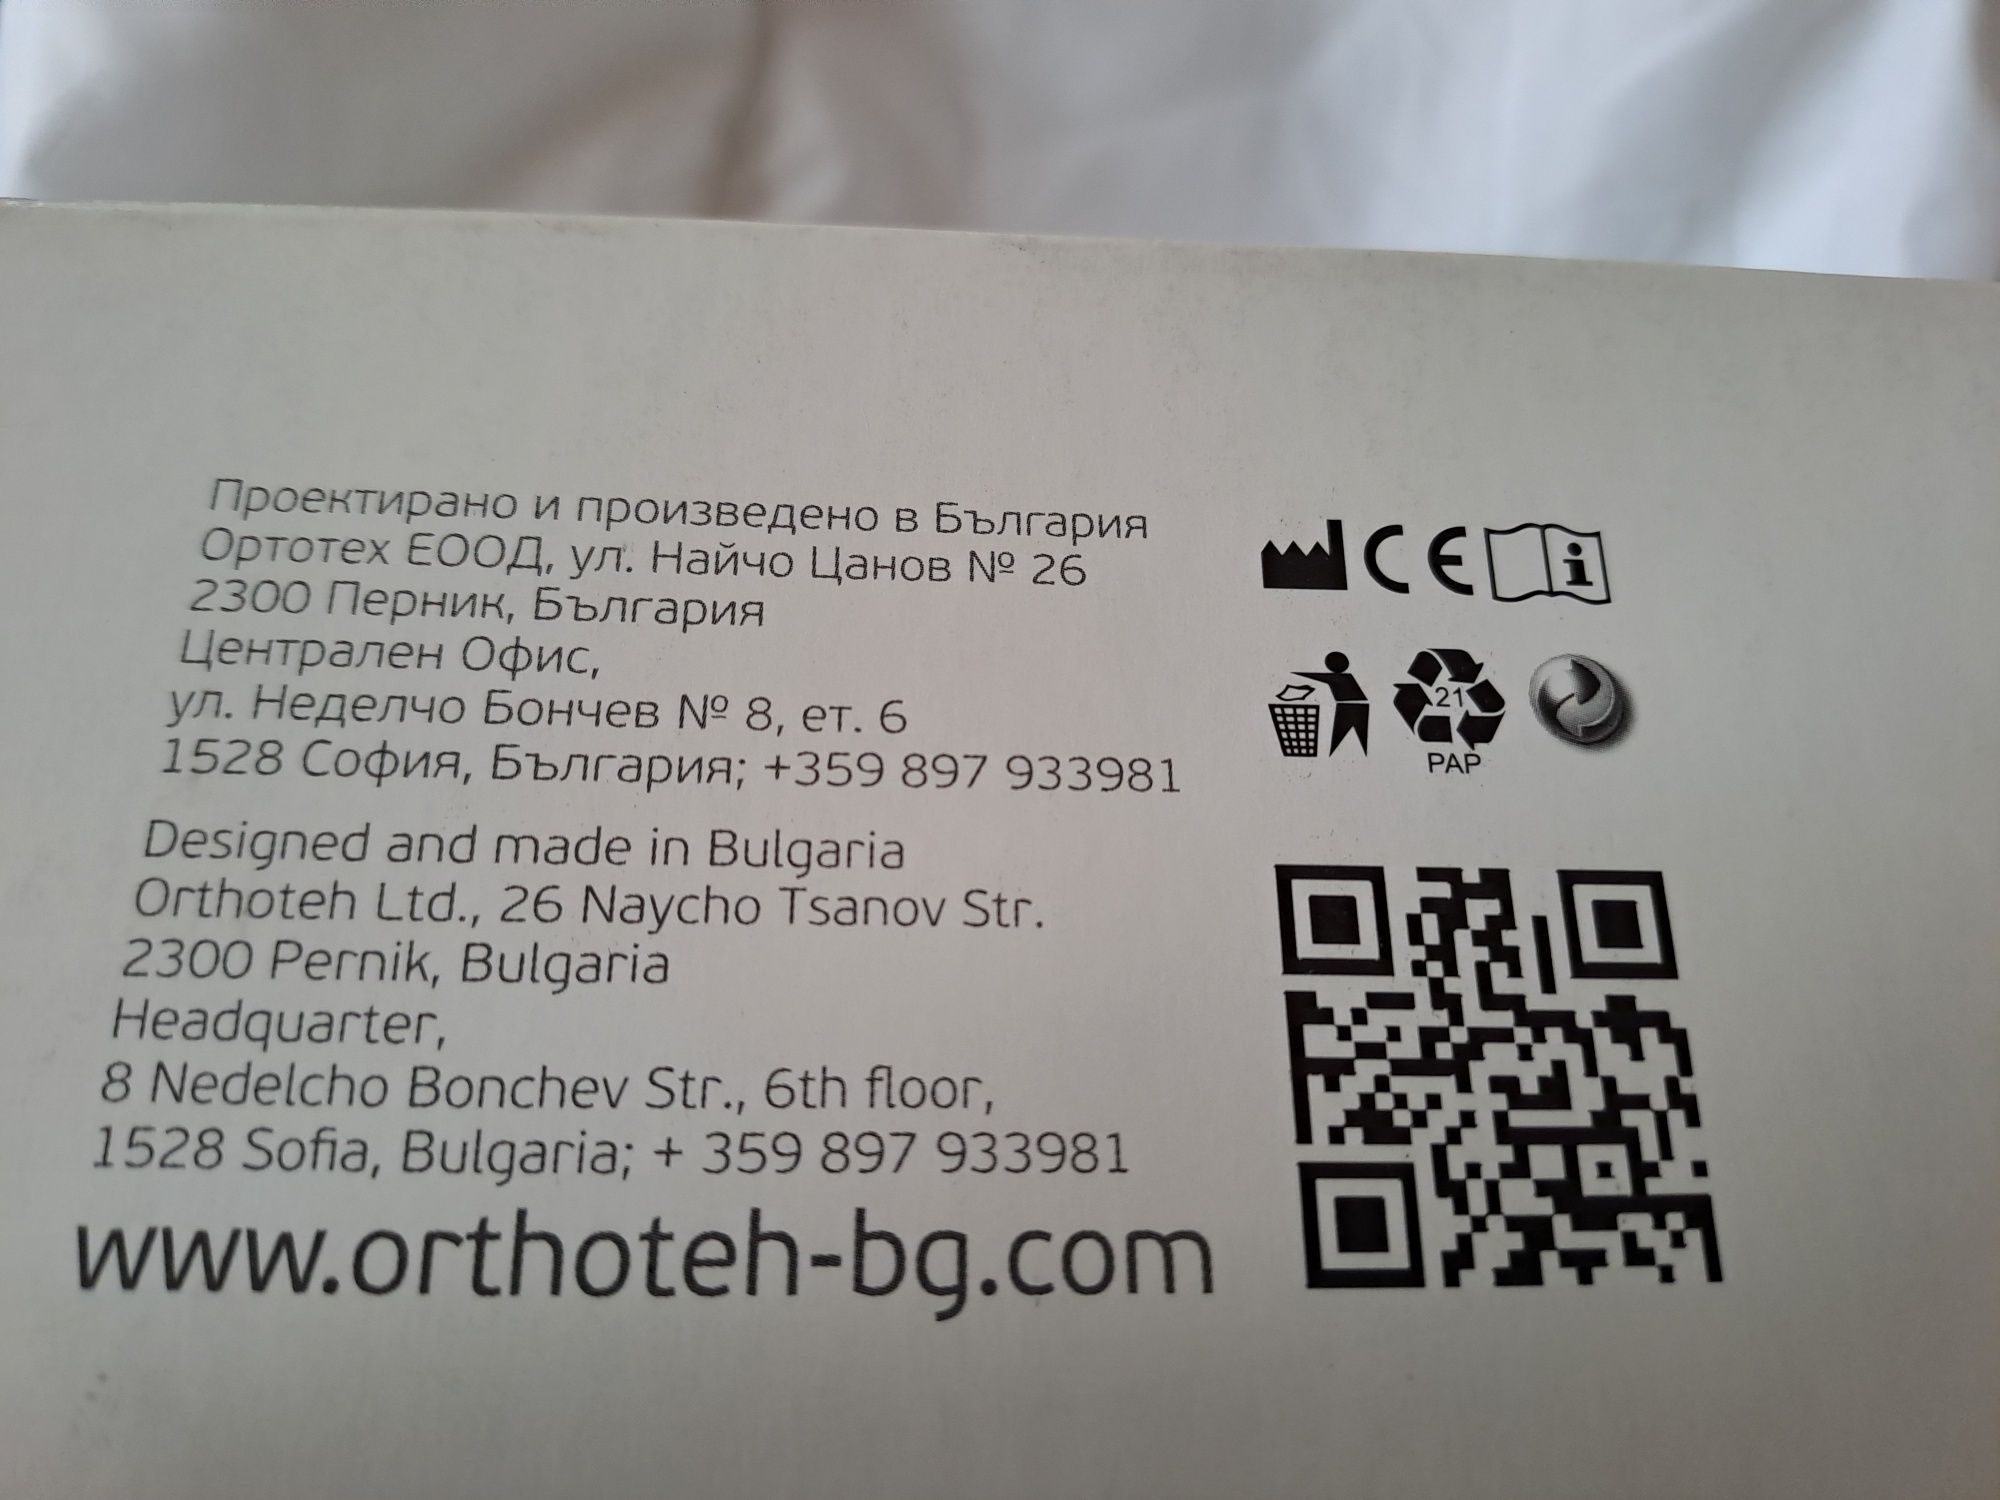 Проектирано и произведено в България
Ортотех ЕООД, ул. Найчо Цанов № 26
2300 Перник, България
Централен Офис,
ул. Неделчо Бончев № 8, ет. 6
1528 София, България; +359 897 933981
Designed and made in Bulgaria
Orthoteh Ltd., 26 Naycho Tsanov Str.
2300 Pernik, Bulgaria
Headquarter,
8 Nedelcho Bonchev Str., 6th floor,
1528 Sofia, Bulgaria; + 359 897 933981
www.orthoteh-bg.com
CE i
21
PAP